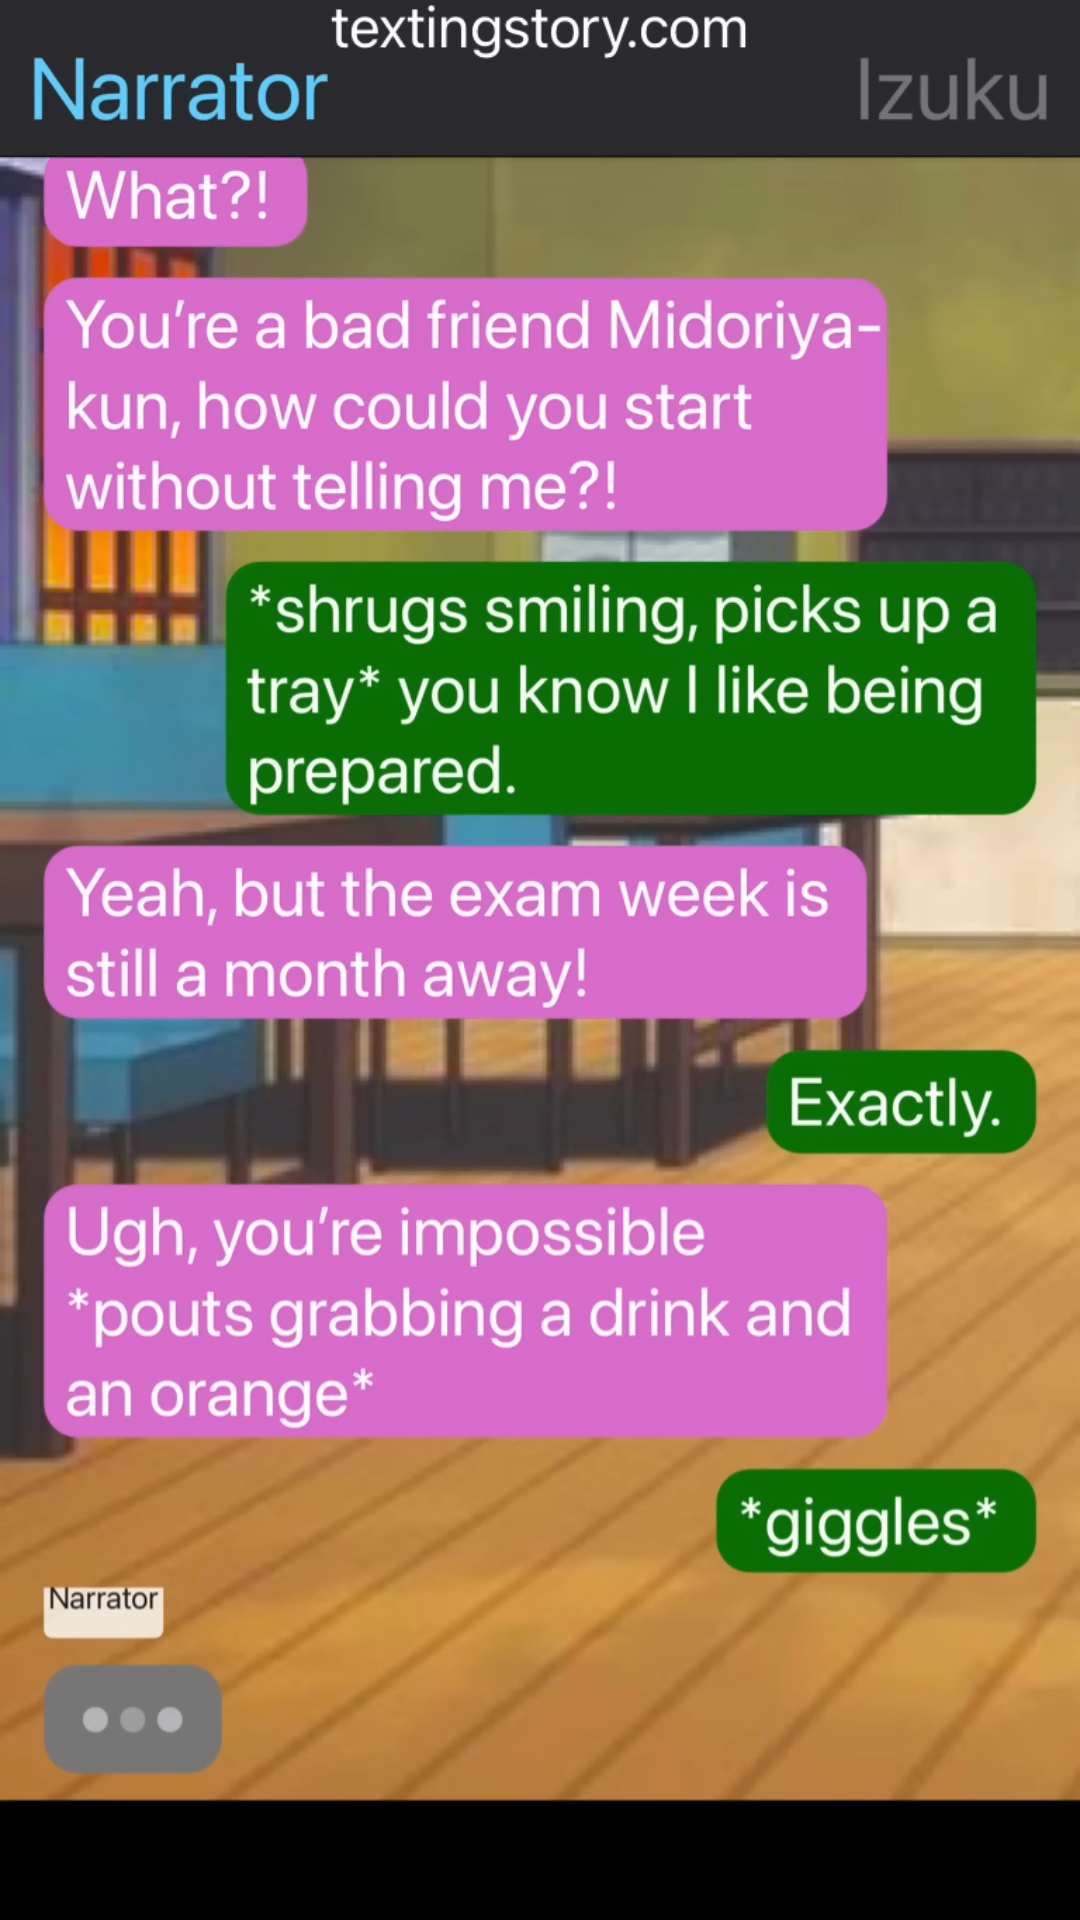 textingstory.com
Narrator
Izuku
What?!
You’re a bad friend Midoriya-
kun, how could you start
without telling me?!
*shrugs smiling, picks up a
tray* you know I like being
prepared.
Yeah, but the exam week is
still a month away!
Exactly.
Ugh, you’re impossible
*pouts grabbing a drink and
an orange*
*giggles*
Narrator